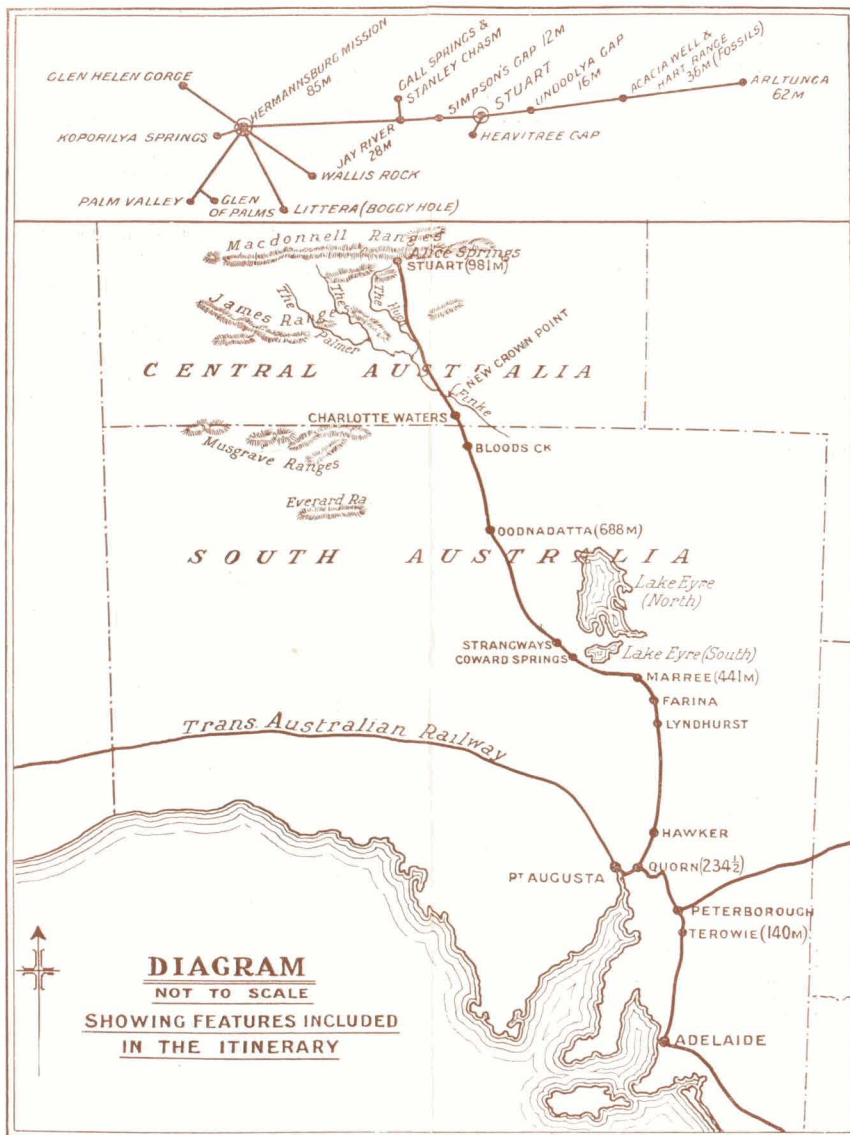 HERMANNSBURG MISSION
85M
GLEN HELEN GORGE
KOPORILYA SPRINGS
PALM VALLEY
GLEN
OF PALMS
LITTERA (BOGGY HOLE)
WALLIS ROCK
GALL SPRINGS &
STANLEY CHASM
JAY RIVER
28M
SIMPSON'S GAP 12M
STUART
HEAVITREE GAP
UNDOOLYA GAP
16M
ACACIA WELL &
HART RANGE
36M (FOSSILS)
ARLTUNGA
62M
Macdonnell Ranges
Alice Springs
STUART (981M)
James Range
The Palmer
The
The Hugh
NEW CROWN POINT
Finke
CENTRAL AUSTRALIA
CHARLOTTE WATERS
BLOODS CK
Musgrave Ranges
Everard Ra
OODNADATTA (688M)
SOUTH AUSTRALIA
Lake Eyre
(North)
STRANGWAYS
COWARD SPRINGS
Lake Eyre (South)
MARREE (441M)
FARINA
LYNDHURST
Trans Australian Railway
HAWKER
PT AUGUSTA
QUORN (234½)
PETERBOROUGH
TEROWIE (140M)
ADELAIDE
DIAGRAM
NOT TO SCALE
SHOWING FEATURES INCLUDED
IN THE ITINERARY